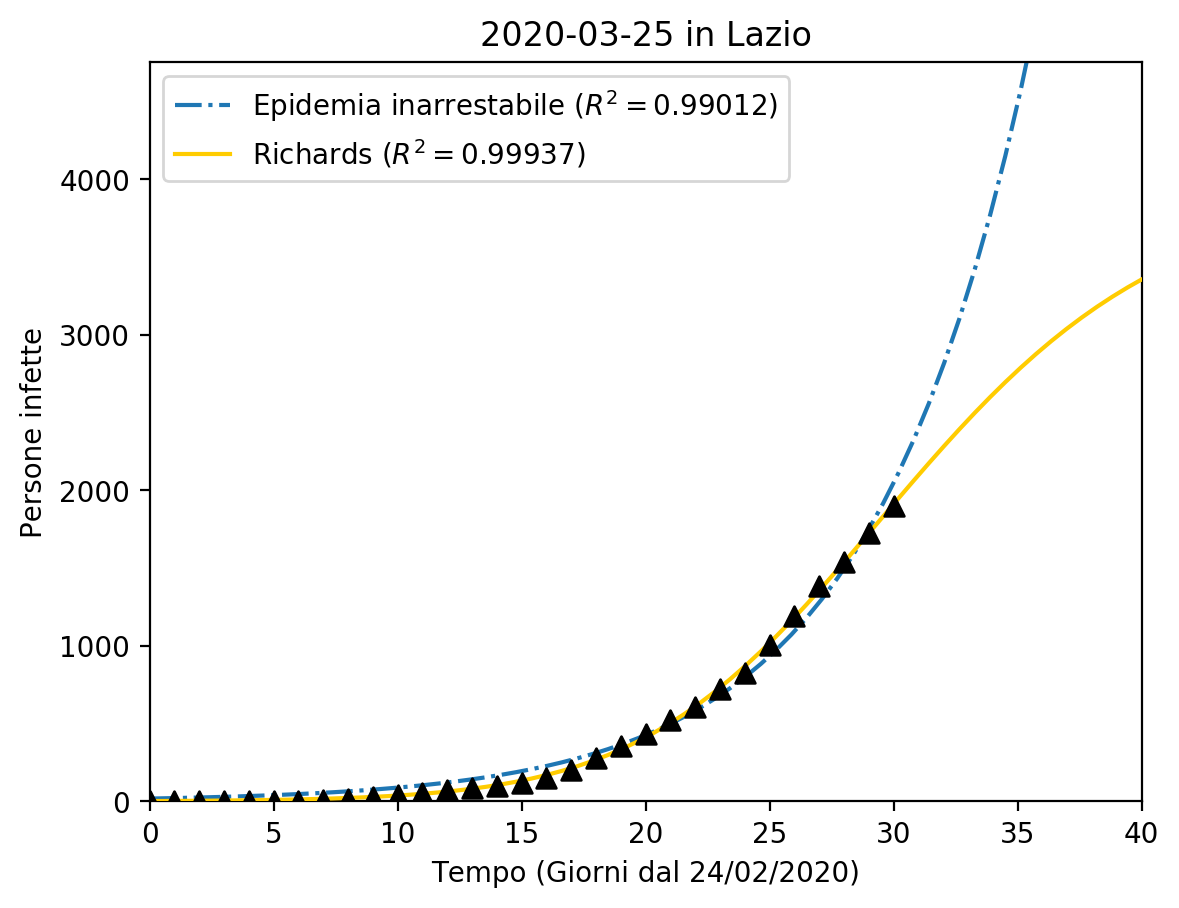 2020-03-25 in Lazio
Epidemia inarrestabile (R² = 0.99012)
Richards (R² = 0.99937)
4000
3000
2000
1000
0
Persone infette
0 5 10 15 20 25 30 35 40
Tempo (Giorni dal 24/02/2020)